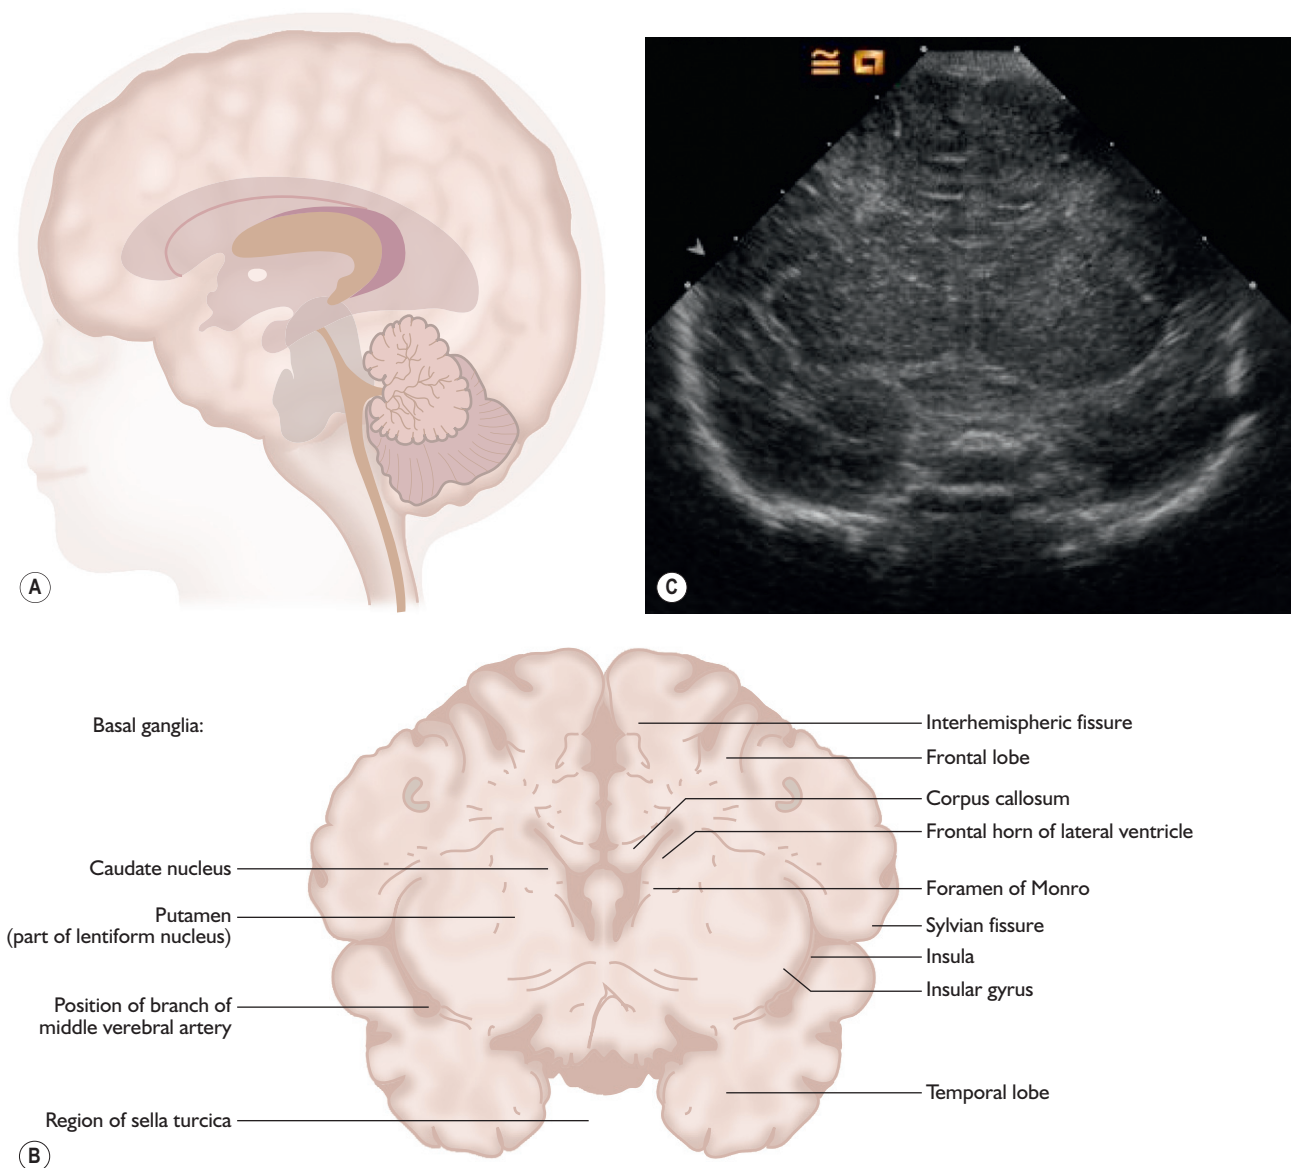 A
C
Basal ganglia:
Caudate nucleus
Putamen
(part of lentiform nucleus)
Position of branch of
middle verebral artery
Region of sella turcica
Interhemispheric fissure
Frontal lobe
Corpus callosum
Frontal horn of lateral ventricle
Foramen of Monro
Sylvian fissure
Insula
Insular gyrus
Temporal lobe
B